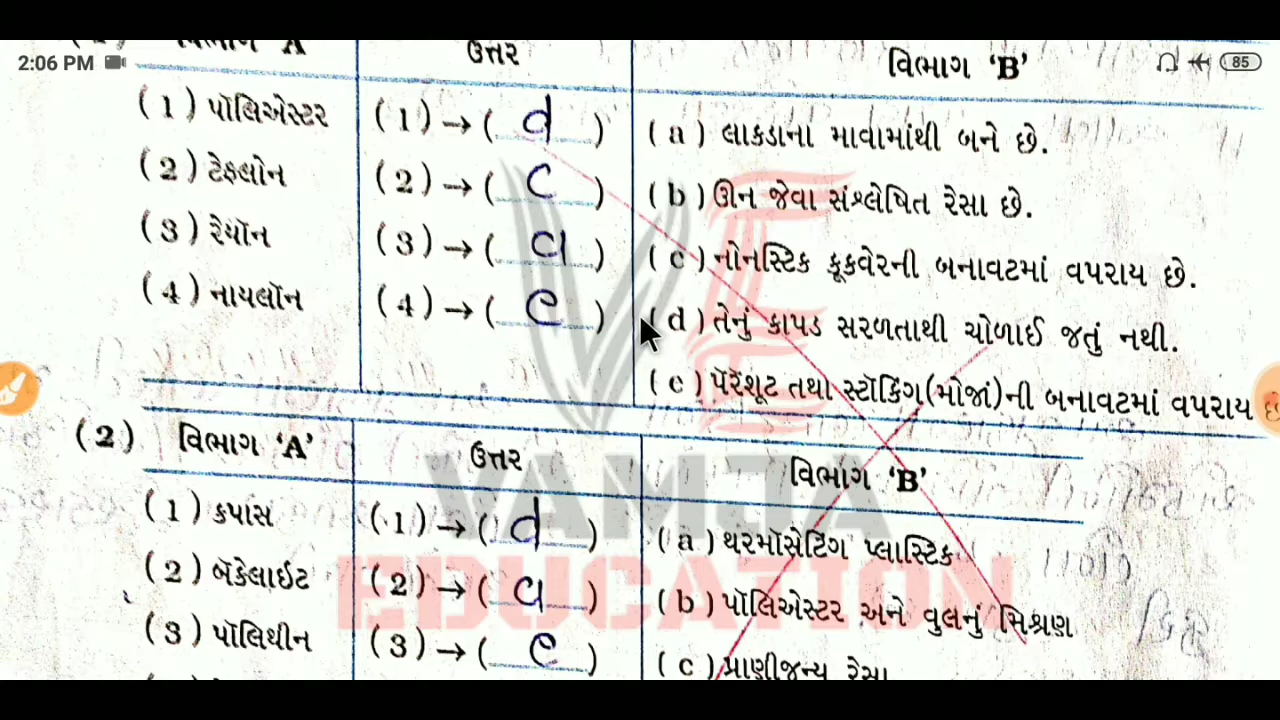 2:06 PM 85
વિભાગ 'A' ઉત્તર વિભાગ 'B'
(1) પૉલિએસ્ટર (1) → (d) (a) લાકડાના માવામાંથી બને છે.
(2) ટેફલોન (2) → (c) (b) ઊન જેવા સંશ્લેષિત રેસા છે.
(3) રેયૉન (3) → (a) (c) નોનસ્ટિક કૂકવેરની બનાવટમાં વપરાય છે.
(4) નાયલૉન (4) → (e) (d) તેનું કાપડ સરળતાથી ચોળાઈ જતું નથી.
(e) પૅરૅશૂટ તથા સ્ટૉકિંગ(મોજાં)ની બનાવટમાં વપરાય છે
(2) વિભાગ 'A' ઉત્તર વિભાગ 'B'
(1) કપાસ (1) → (d) (a) થરમૉસેટિંગ પ્લાસ્ટિક
(2) બૅકેલાઇટ (2) → (a) (b) પૉલિએસ્ટર અને વુલનું મિશ્રણ
(3) પૉલિથીન (3) → (e) (c) પ્રાણીજન્ય રેસા
VAMJA
EDUCATION